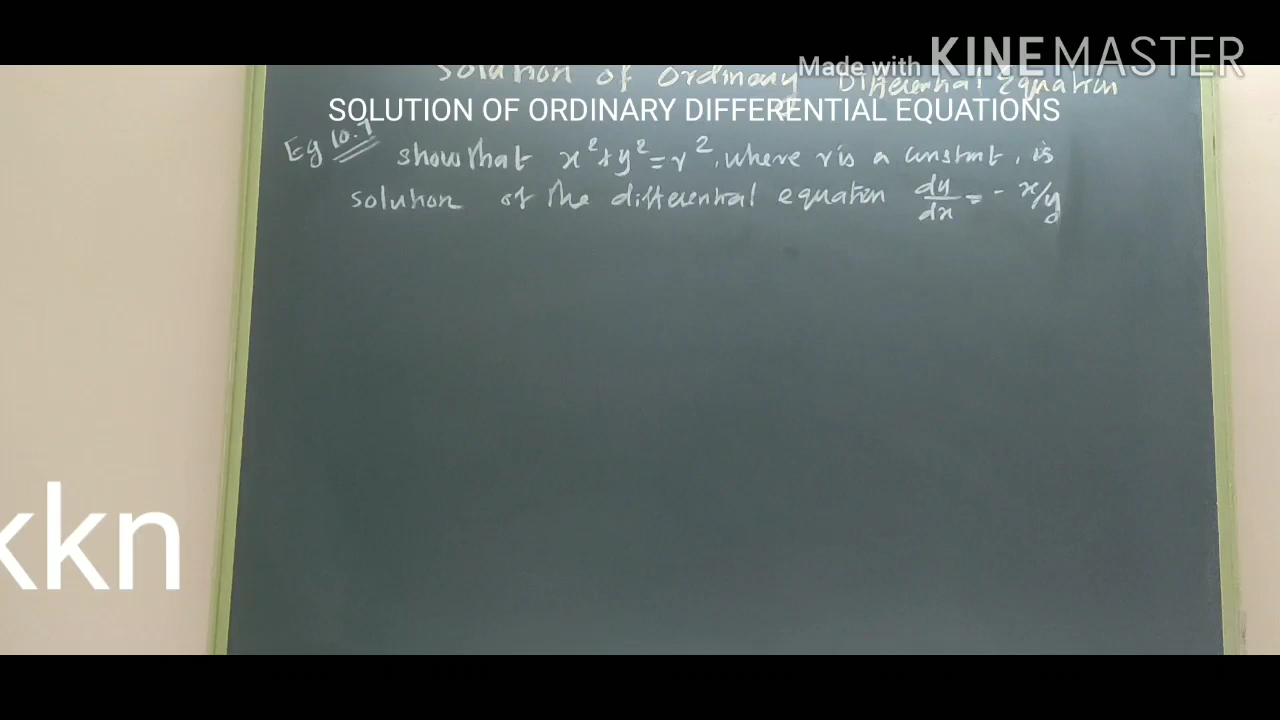 Made with KINEMASTER
Solution of Ordinary Differential Equation
SOLUTION OF ORDINARY DIFFERENTIAL EQUATIONS
Eg 10.7 show that x²+y²=r², where r is a constant, is
solution of the differential equation dy/dx = - x/y
kkn